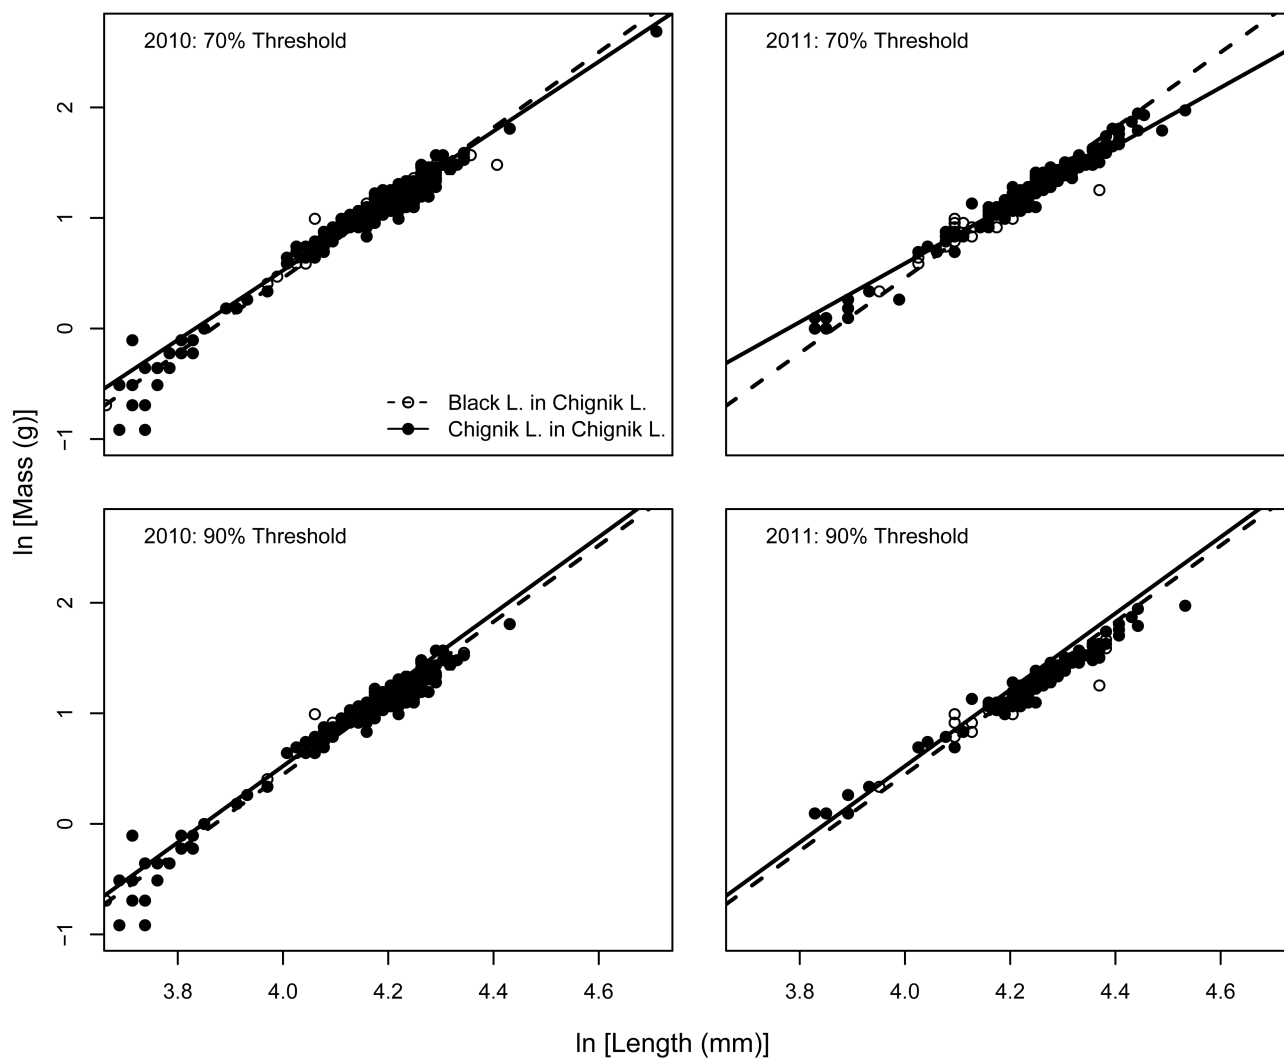 2010: 70% Threshold
2011: 70% Threshold
2
1
0
−1
Black L. in Chignik L.
Chignik L. in Chignik L.
ln [Mass (g)]
2010: 90% Threshold
2011: 90% Threshold
2
1
0
−1
3.8 4.0 4.2 4.4 4.6
3.8 4.0 4.2 4.4 4.6
ln [Length (mm)]